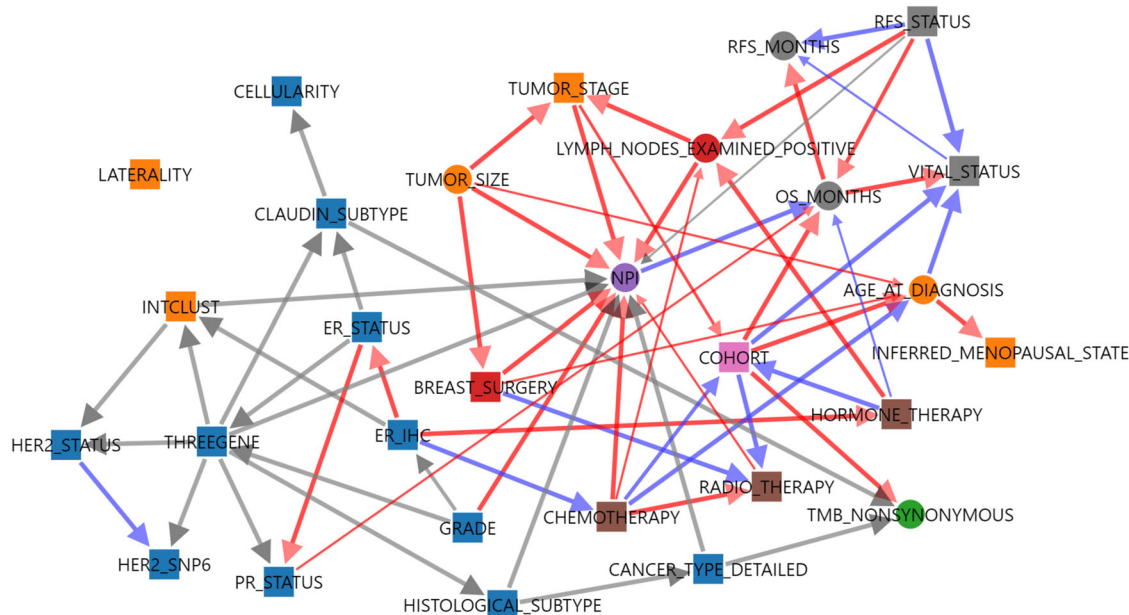 RFS_STATUS
RFS_MONTHS
CELLULARITY
TUMOR_STAGE
LYMPH_NODES_EXAMINED_POSITIVE
LATERALITY
TUMOR_SIZE
VITAL_STATUS
OS_MONTHS
CLAUDIN_SUBTYPE
NPI
AGE_AT_DIAGNOSIS
INTCLUST
ER_STATUS
COHORT
INFERRED_MENOPAUSAL_STATE
BREAST_SURGERY
HORMONE_THERAPY
HER2_STATUS
THREEGENE
ER_IHC
RADIO_THERAPY
CHEMOTHERAPY
TMB_NONSYNONYMOUS
GRADE
HER2_SNP6
PR_STATUS
CANCER_TYPE_DETAILED
HISTOLOGICAL_SUBTYPE